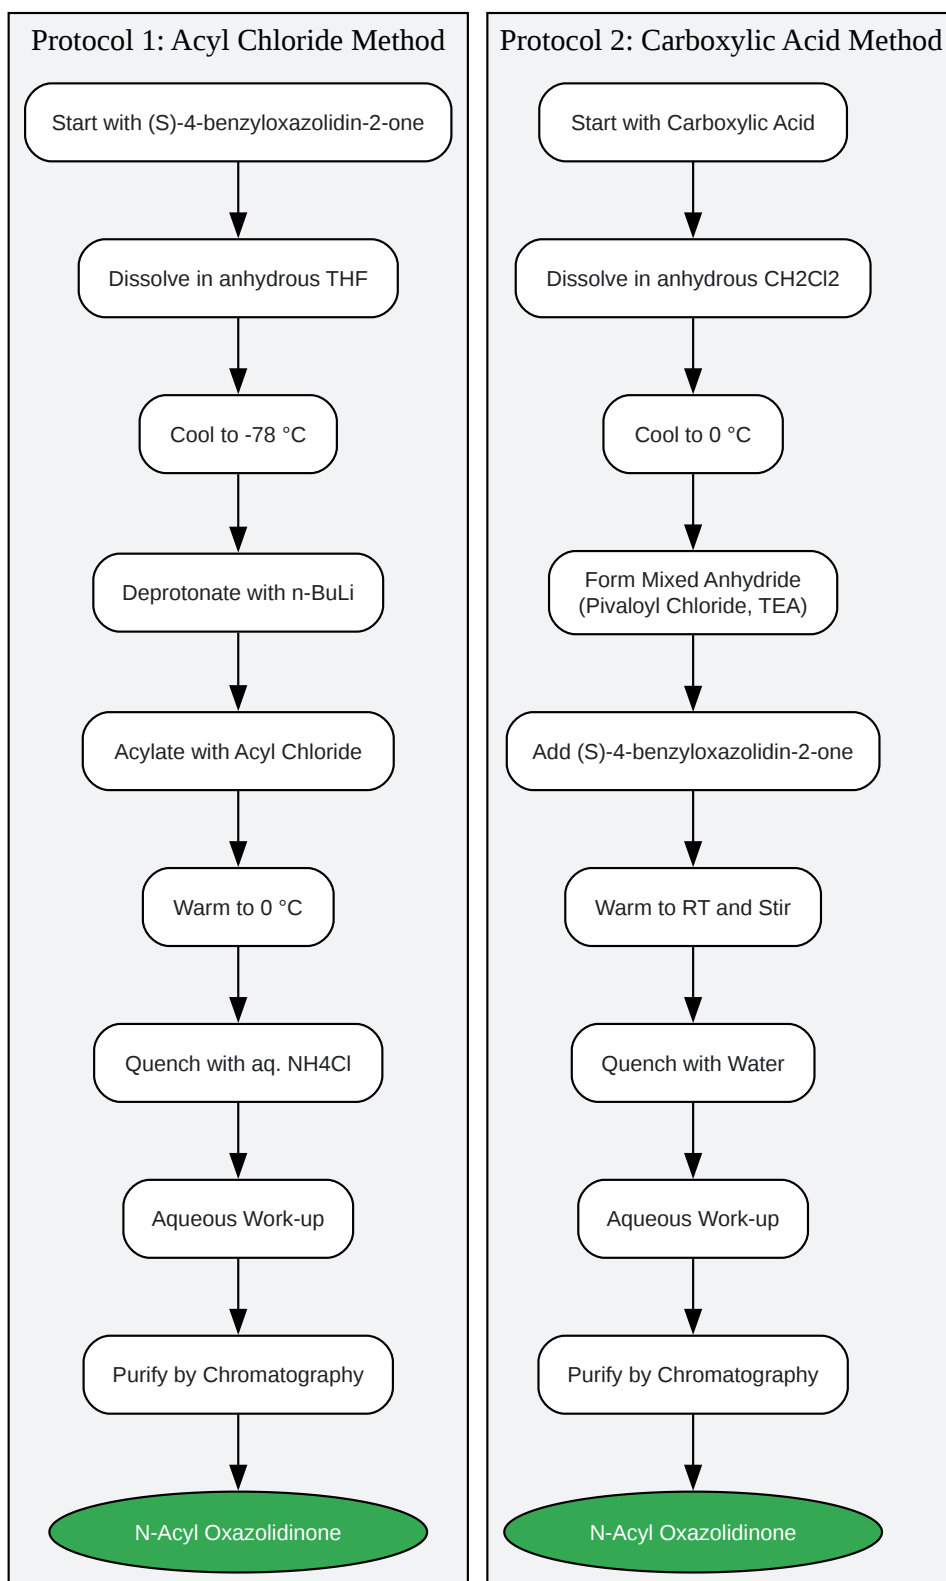 Protocol 1: Acyl Chloride Method
Start with (S)-4-benzyloxazolidin-2-one
Dissolve in anhydrous THF
Cool to -78 °C
Deprotonate with n-BuLi
Acylate with Acyl Chloride
Warm to 0 °C
Quench with aq. NH4Cl
Aqueous Work-up
Purify by Chromatography
N-Acyl Oxazolidinone
Protocol 2: Carboxylic Acid Method
Start with Carboxylic Acid
Dissolve in anhydrous CH2Cl2
Cool to 0 °C
Form Mixed Anhydride
(Pivaloyl Chloride, TEA)
Add (S)-4-benzyloxazolidin-2-one
Warm to RT and Stir
Quench with Water
Aqueous Work-up
Purify by Chromatography
N-Acyl Oxazolidinone